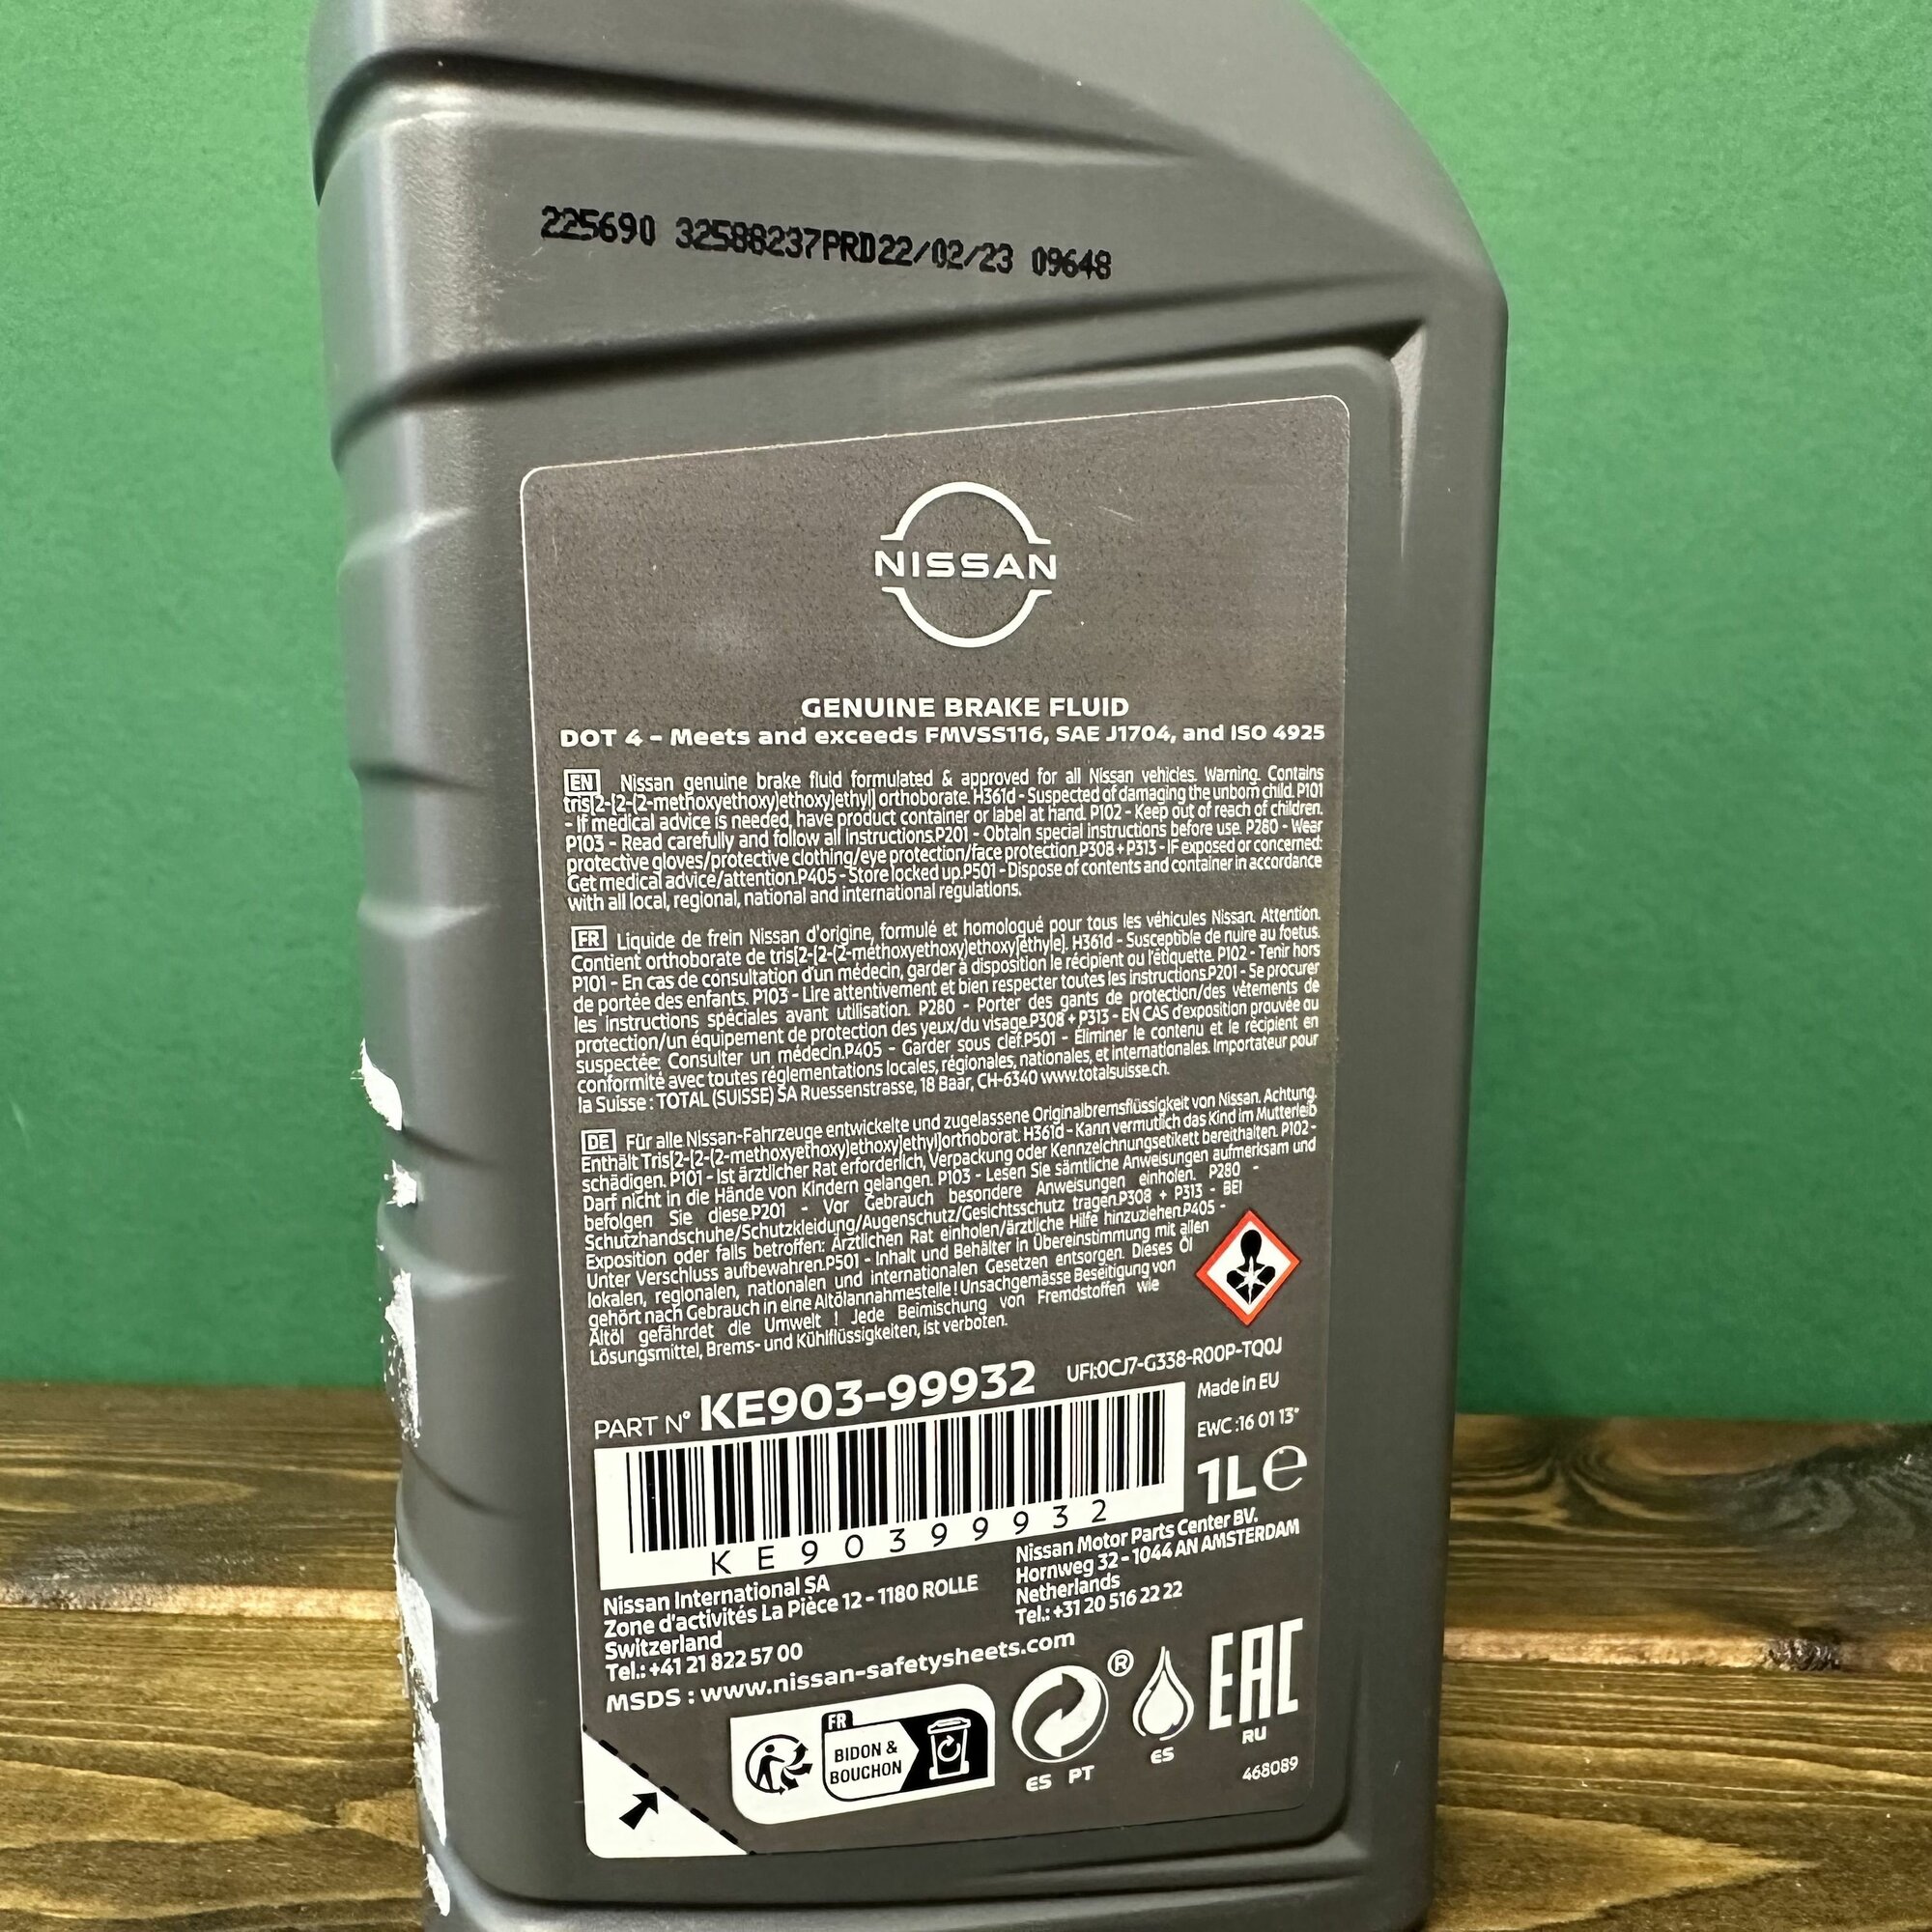 225690 32588237PRD22/02/23 09648
NISSAN
GENUINE BRAKE FLUID
DOT 4 – Meets and exceeds FMVSS116, SAE J1704, and ISO 4925
EN Nissan genuine brake fluid formulated & approved for all Nissan vehicles. Warning. Contains
tris[2-[2-(2-methoxyethoxy)ethoxy]ethyl] orthoborate. H361d - Suspected of damaging the unborn child. P101
- If medical advice is needed, have product container or label at hand. P102 - Keep out of reach of children.
P103 - Read carefully and follow all instructions.P201 - Obtain special instructions before use. P280 - Wear
protective gloves/protective clothing/eye protection/face protection.P308 + P313 - IF exposed or concerned:
Get medical advice/attention.P405 - Store locked up.P501 - Dispose of contents and container in accordance
with all local, regional, national and international regulations.
FR Liquide de frein Nissan d'origine, formulé et homologué pour tous les véhicules Nissan. Attention.
Contient orthoborate de tris[2-[2-(2-méthoxyethoxy)ethoxy]éthyle]. H361d - Susceptible de nuire au foetus.
P101 - En cas de consultation d'un médecin, garder à disposition le récipient ou l'étiquette. P102 - Tenir hors
de portée des enfants. P103 - Lire attentivement et bien respecter toutes les instructions.P201 - Se procurer
les instructions spéciales avant utilisation. P280 - Porter des gants de protection/des vêtements de
protection/un équipement de protection des yeux/du visage.P308 + P313 - EN CAS d'exposition prouvée ou
suspectée: Consulter un médecin.P405 - Garder sous clef.P501 - Éliminer le contenu et le récipient en
conformité avec toutes réglementations locales, régionales, nationales, et internationales. Importateur pour
la Suisse : TOTAL (SUISSE) SA Ruessenstrasse, 18 Baar, CH-6340 www.totalsuisse.ch.
DE Für alle Nissan-Fahrzeuge entwickelte und zugelassene Originalbremsflüssigkeit von Nissan. Achtung.
Enthält Tris[2-[2-(2-methoxyethoxy)ethoxy]ethyl]orthoborat. H361d - Kann vermutlich das Kind im Mutterleib
schädigen. P101 - Ist ärztlicher Rat erforderlich, Verpackung oder Kennzeichnungsetikett bereithalten. P102 -
Darf nicht in die Hände von Kindern gelangen. P103 - Lesen Sie sämtliche Anweisungen aufmerksam und
befolgen Sie diese.P201 - Vor Gebrauch besondere Anweisungen einholen. P280 -
Schutzhandschuhe/Schutzkleidung/Augenschutz/Gesichtsschutz tragen.P308 + P313 - BEI
Exposition oder falls betroffen: Ärztlichen Rat einholen/ärztliche Hilfe hinzuziehen.P405 -
Unter Verschluss aufbewahren.P501 - Inhalt und Behälter in Übereinstimmung mit allen
lokalen, regionalen, nationalen und internationalen Gesetzen entsorgen. Dieses Öl
gehört nach Gebrauch in eine Altölannahmestelle ! Unsachgemässe Beseitigung von
Altöl gefährdet die Umwelt ! Jede Beimischung von Fremdstoffen wie
Lösungsmittel, Brems- und Kühlflüssigkeiten, ist verboten.
PART N° KE903-99932 UFI:0CJ7-G338-R00P-TQ0J
Made in EU
EWC :16 01 13*
1L e
KE90399932
Nissan International SA
Zone d'activités La Pièce 12 - 1180 ROLLE
Switzerland
Tel.: +41 21 822 57 00
Nissan Motor Parts Center BV.
Hornweg 32 - 1044 AN AMSTERDAM
Netherlands
Tel.: +31 20 516 22 22
MSDS : www.nissan-safetysheets.com
FR
BIDON &
BOUCHON
®
ES PT
ES
EAC
RU
468089